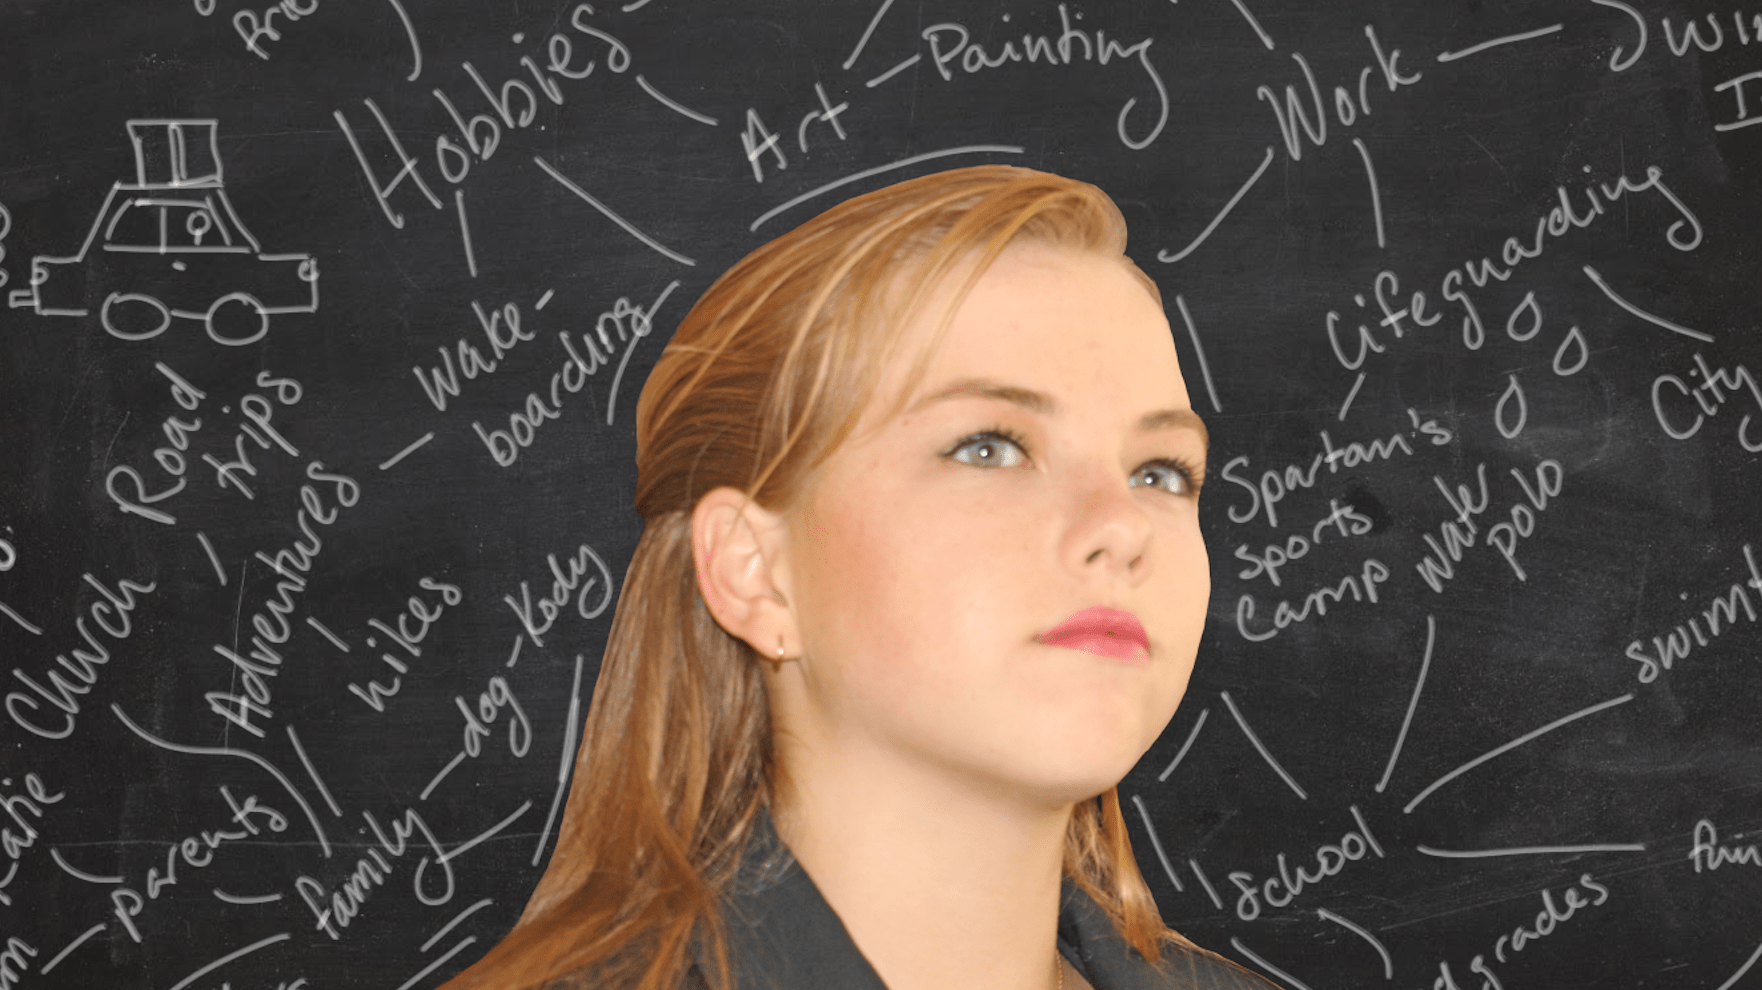 Hobbies
Art
Painting
Work
Lifeguarding
City
Wake-
boarding
Road
trips
Adventures
hikes
Spartan's
Sports
Camp
Water
polo
dog-Kody
Church
parents
family
School
grades